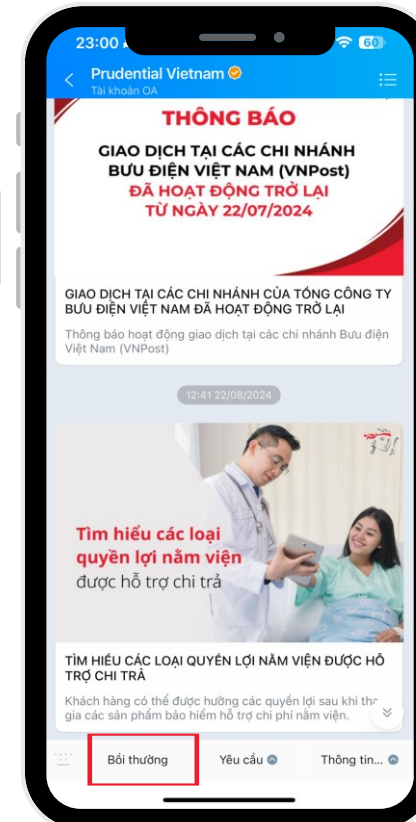 23:00
60
Prudential Vietnam
Tài khoản OA
THÔNG BÁO
GIAO DỊCH TẠI CÁC CHI NHÁNH
BƯU ĐIỆN VIỆT NAM (VNPost)
ĐÃ HOẠT ĐỘNG TRỞ LẠI
TỪ NGÀY 22/07/2024
GIAO DỊCH TẠI CÁC CHI NHÁNH CỦA TỔNG CÔNG TY
BƯU ĐIỆN VIỆT NAM ĐÃ HOẠT ĐỘNG TRỞ LẠI
Thông báo hoạt động giao dịch tại các chi nhánh Bưu điện
Việt Nam (VNPost)
12:41 22/08/2024
Tìm hiểu các loại
quyền lợi nằm viện
được hỗ trợ chi trả
TÌM HIỂU CÁC LOẠI QUYỀN LỢI NẰM VIỆN ĐƯỢC HỖ
TRỢ CHI TRẢ
Khách hàng có thể được hưởng các quyền lợi sau khi
gia các sản phẩm bảo hiểm hỗ trợ chi phí nằm viện.
Bồi thường
Yêu cầu
Thông tin...